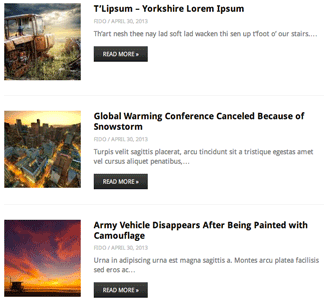 T'Lipsum – Yorkshire Lorem Ipsum
FIDO / APRIL 30, 2013
Th'art nesh thee nay lad soft lad wacken thi sen up t'foot o' our stairs.…
READ MORE »
Global Warming Conference Canceled Because of
Snowstorm
FIDO / APRIL 30, 2013
Turpis velit sagittis placerat, arcu tincidunt sit a tristique egestas amet
vel cursus aliquet penatibus,…
READ MORE »
Army Vehicle Disappears After Being Painted with
Camouflage
FIDO / APRIL 30, 2013
Urna in adipiscing urna est magna sagittis a. Montes arcu platea facilisis
sed eros ac…
READ MORE »